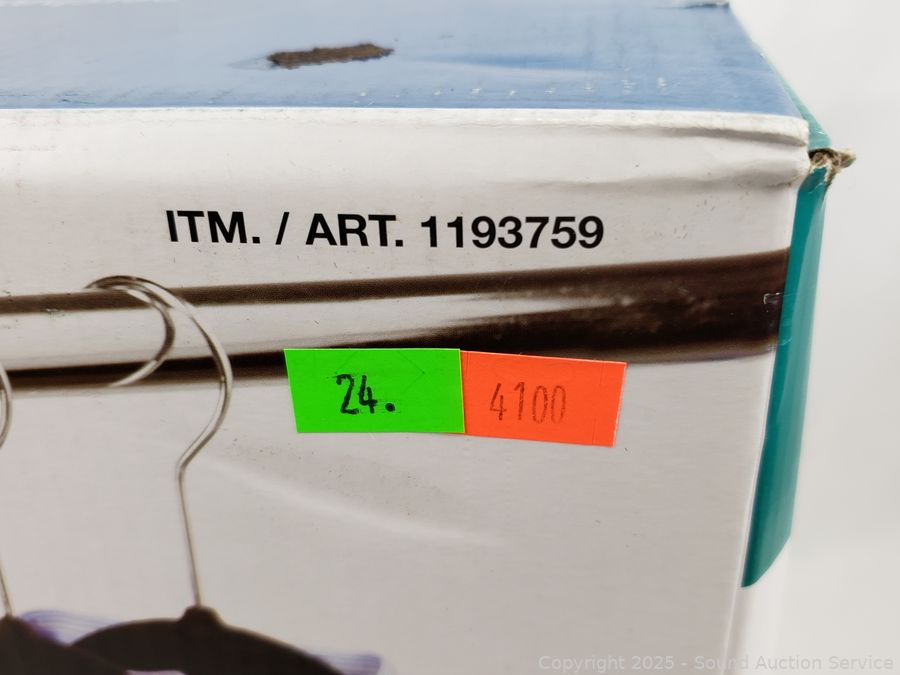 ITM. / ART. 1193759
24. 4100
Copyright 2025 - Sound Auction Service